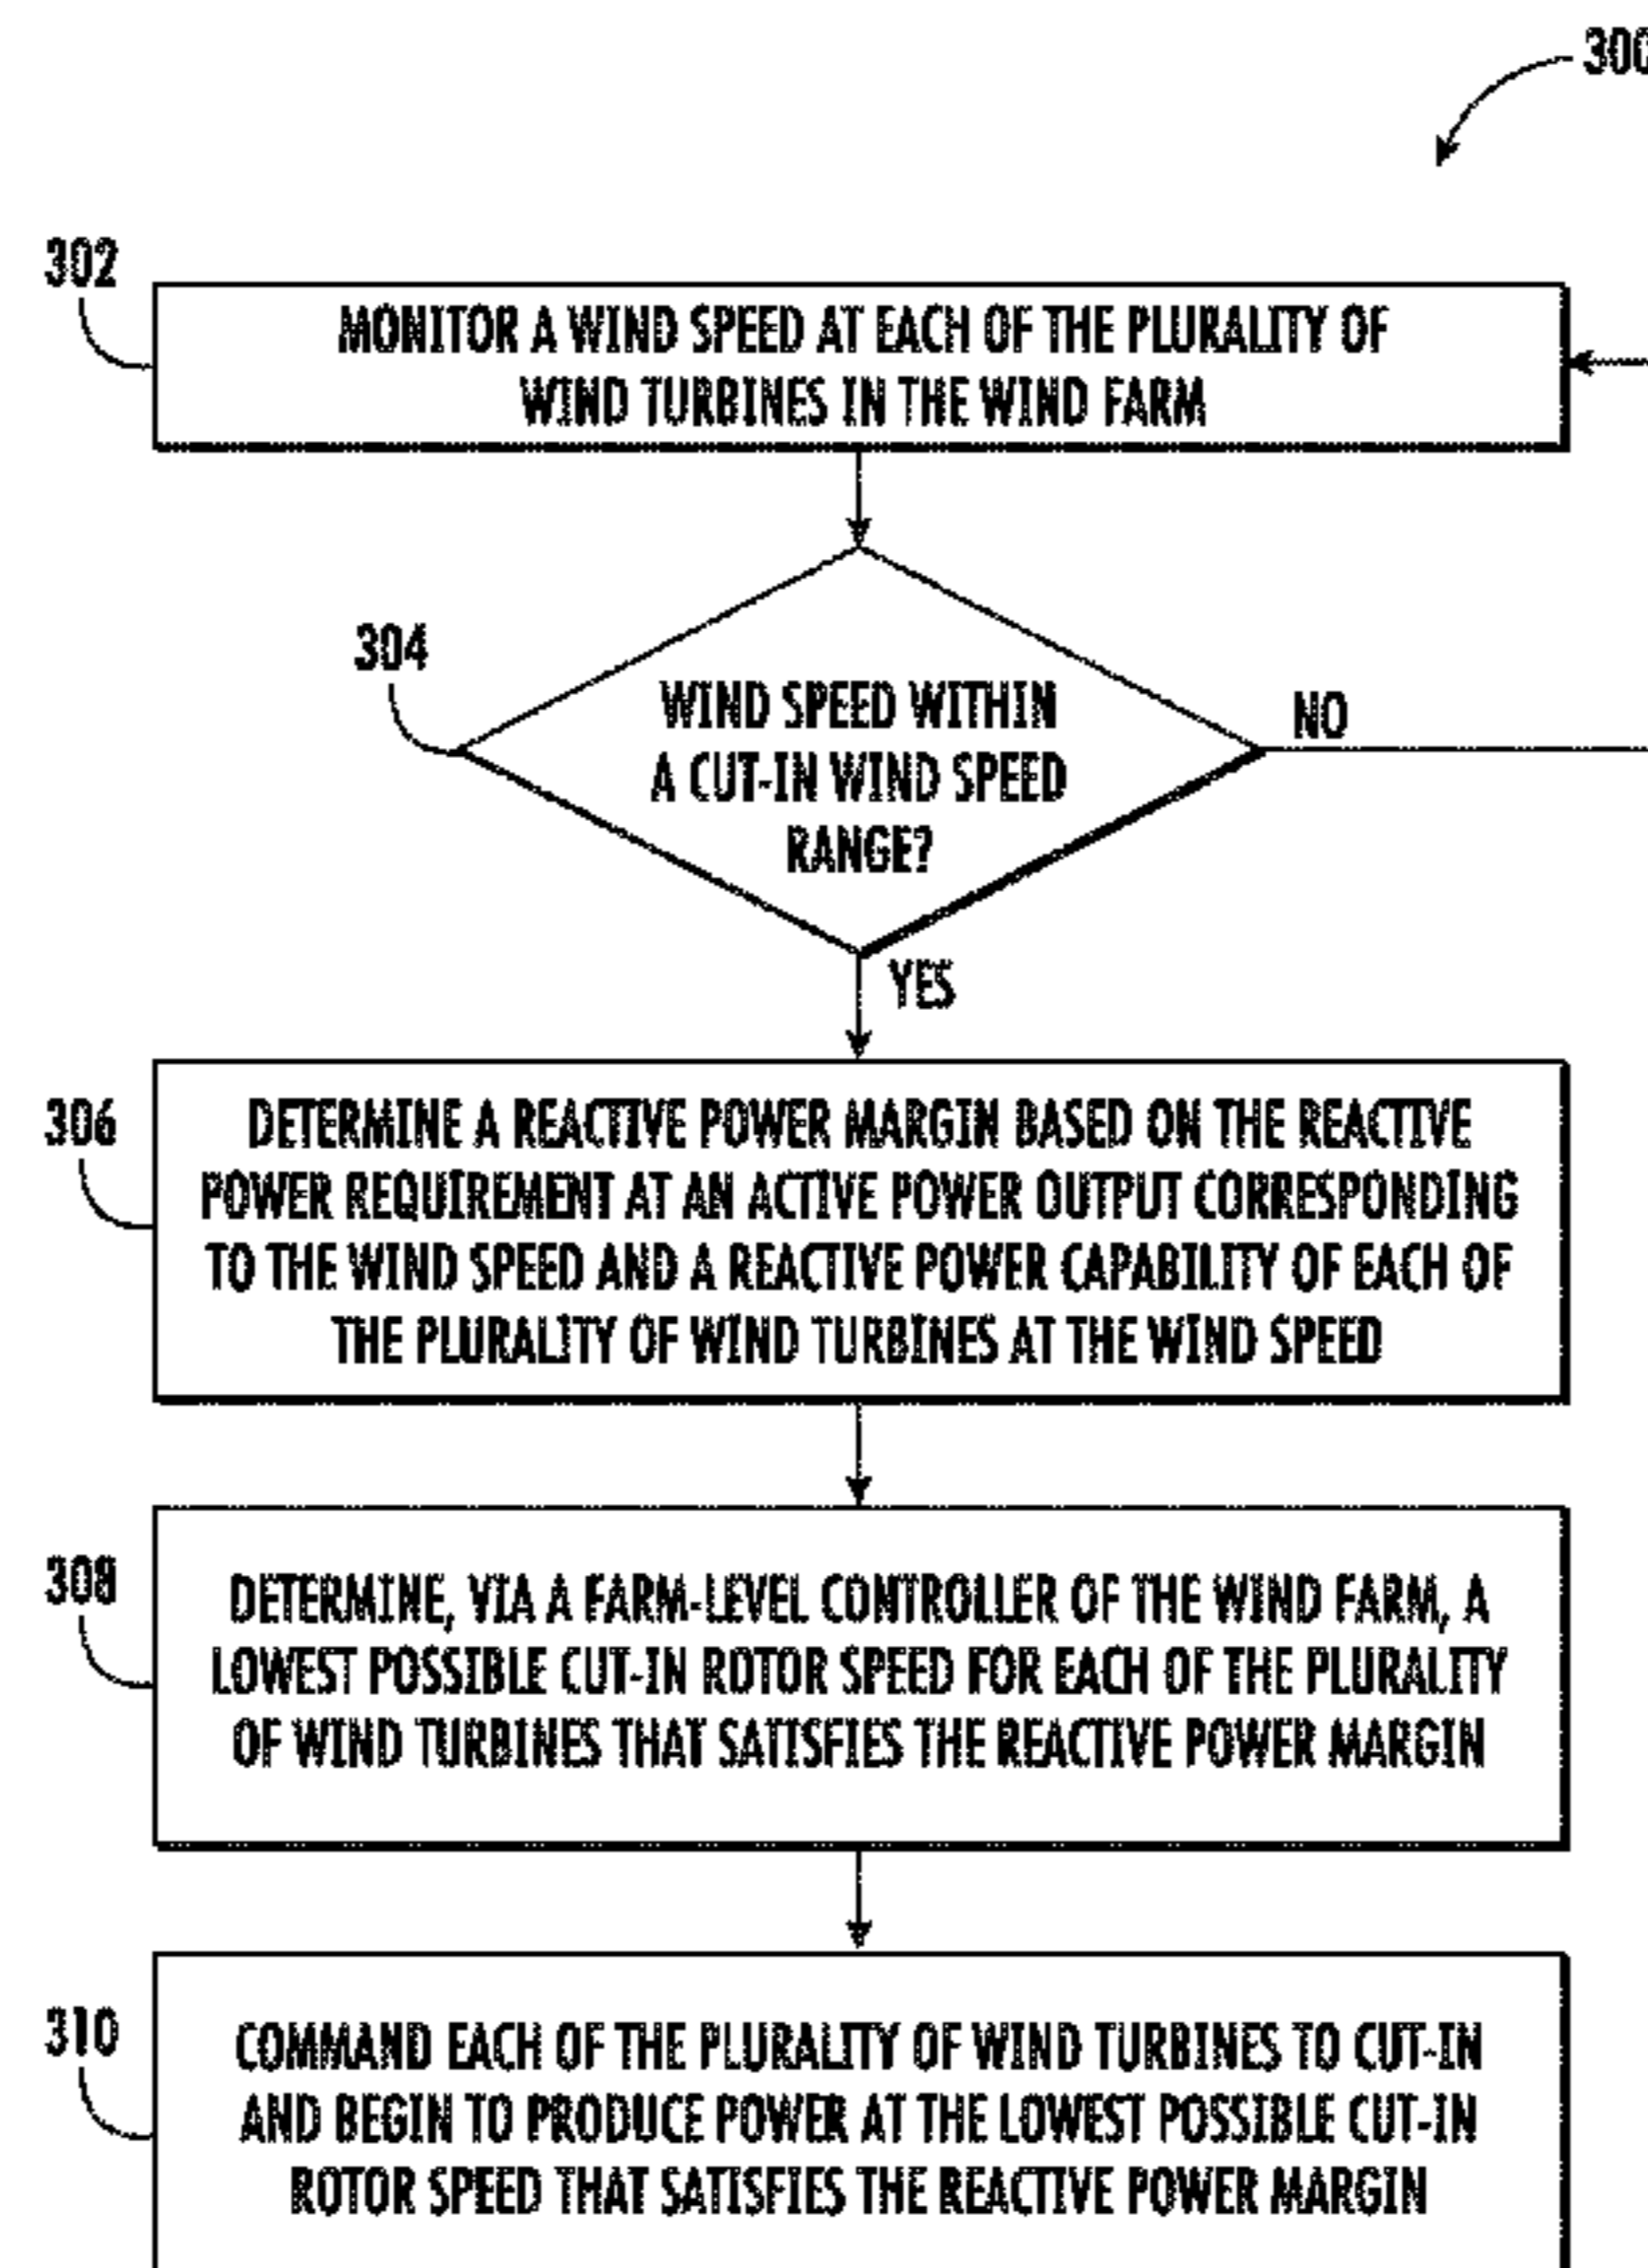 300
302
MONITOR A WIND SPEED AT EACH OF THE PLURALITY OF
WIND TURBINES IN THE WIND FARM
304
WIND SPEED WITHIN
A CUT-IN WIND SPEED
RANGE?
NO
YES
306
DETERMINE A REACTIVE POWER MARGIN BASED ON THE REACTIVE
POWER REQUIREMENT AT AN ACTIVE POWER OUTPUT CORRESPONDING
TO THE WIND SPEED AND A REACTIVE POWER CAPABILITY OF EACH OF
THE PLURALITY OF WIND TURBINES AT THE WIND SPEED
308
DETERMINE, VIA A FARM-LEVEL CONTROLLER OF THE WIND FARM, A
LOWEST POSSIBLE CUT-IN ROTOR SPEED FOR EACH OF THE PLURALITY
OF WIND TURBINES THAT SATISFIES THE REACTIVE POWER MARGIN
310
COMMAND EACH OF THE PLURALITY OF WIND TURBINES TO CUT-IN
AND BEGIN TO PRODUCE POWER AT THE LOWEST POSSIBLE CUT-IN
ROTOR SPEED THAT SATISFIES THE REACTIVE POWER MARGIN